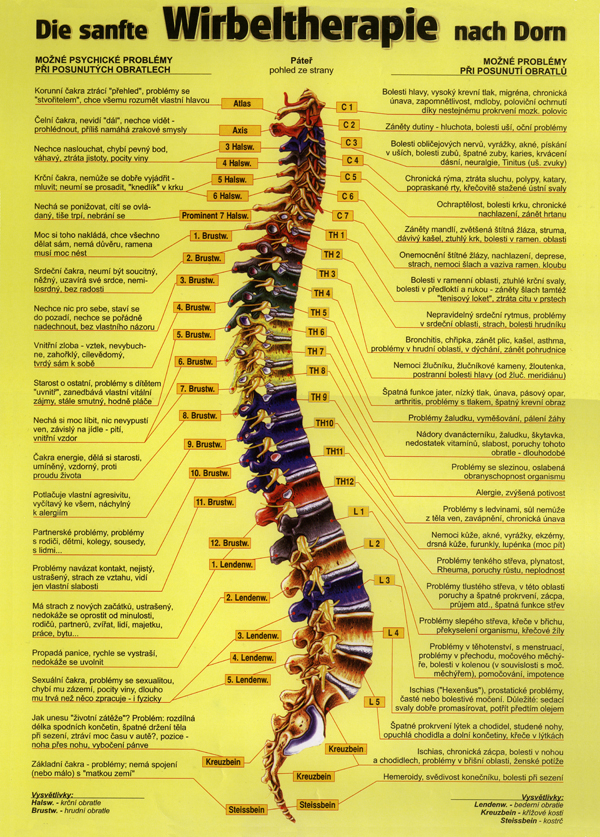 Die sanfte Wirbeltherapie nach Dorn
MOŽNÉ PSYCHICKÉ PROBLÉMY
PŘI POSUNUTÝCH OBRATLECH
Korunní čakra ztrácí "přehled", problémy se
"stvořitelem", chce všemu rozumět vlastní hlavou
Čelní čakra, nevidí "dál", nechce vidět -
prohlédnout, příliš namáhá zrakové smysly
Nechce naslouchat, chybí pevný bod,
váhavý, ztráta jistoty, pocity viny
Krční čakra, nemůže se dobře vyjádřit -
mluvit; neumí se prosadit, "knedlík" v krku
Nechá se ponižovat, cítí se ovlá-
daný, tiše trpí, nebrání se
Moc si toho nakládá, chce všechno
dělat sám, nemá důvěru, ramena
musí moc nést
Srdeční čakra, neumí být soucitný,
něžný, uzavírá své srdce, nemi-
losrdný, bez radosti
Nechce nic pro sebe, staví se
do pozadí, nechce se pořádně
nadechnout, bez vlastního názoru
Vnitřní zloba - vztek, nevybuch-
ne, zahořklý, cílevědomý,
tvrdý sám k sobě
Starost o ostatní, problémy s dítětem
"uvnitř", zanedbává vlastní vitální
zájmy, stále smutný, hodně pláče
Nechá si moc líbit, nic nevypustí
ven, závislý na jídle - pití,
vnitřní vzdor
Čakra energie, dělá si starosti,
umíněný, vzdorný, proti
proudu života
Potlačuje vlastní agresivitu,
vyčítavý ke všem, náchylný
k alergiím
Partnerské problémy, problémy
s rodiči, dětmi, kolegy, sousedy,
s lidmi...
Problémy navázat kontakt, nejistý,
ustrašený, strach ze vztahu, vidí
jen vlastní slabosti
Má strach z nových začátků, ustrašený,
nedokáže se oprostit od minulosti,
rodičů, partnerů, zvířat, lidí, majetku,
práce, bytu...
Propadá panice, rychle se vystraší,
nedokáže se uvolnit
Sexuální čakra, problémy se sexualitou,
chybí mu zázemí, pocity viny, dlouho
mu trvá než něco zpracuje - i fyzicky
Jak unesu "životní zátěže"? Problém: rozdílná
délka spodních končetin, špatné držení těla
při sezení, ztrácí moc času v autě?, pozice -
noha přes nohu, vybočení pánve
Základní čakra - problémy; nemá spojení
(nebo málo) s "matkou zemí"
Vysvětlivky:
Halsw. - krční obratle
Brustw. - hrudní obratle
Páteř
pohled ze strany
Atlas
Axis
3 Halsw.
4 Halsw.
5 Halsw.
6 Halsw.
Prominent 7 Halsw.
1. Brustw.
2. Brustw.
3. Brustw.
4. Brustw.
5. Brustw.
6. Brustw.
7. Brustw.
8. Brustw.
9. Brustw.
10. Brustw.
11. Brustw.
12. Brustw.
1. Lendenw.
2. Lendenw.
3. Lendenw.
4. Lendenw.
5. Lendenw.
Kreuzbein
Steissbein
C 1
C 2
C 3
C 4
C 5
C 6
C 7
TH 1
TH 2
TH 3
TH 4
TH 5
TH 6
TH 7
TH 8
TH 9
TH10
TH11
TH12
L 1
L 2
L 3
L 4
L 5
Kreuzbein
Kreuzbein
Steissbein
MOŽNÉ PROBLÉMY
PŘI POSUNUTÍ OBRATLŮ
Bolesti hlavy, vysoký krevní tlak, migréna, chronická
únava, zapomnětlivost, mdloby, poloviční ochrnutí
díky nestejnému prokrvení mozk. polovic
Záněty dutiny - hluchota, bolesti uší, oční problémy
Bolesti obličejových nervů, vyrážky, akné, pískání
v uších, bolesti zubů, špatné zuby, karies, krvácení
dásní, neuralgie, Tinitus (uš. zvuky)
Chronická rýma, ztráta sluchu, polypy, katary,
popraskané rty, křečovitě stažené ústní svaly
Ochraptělost, bolesti krku, chronické
nachlazení, zánět hrtanu
Záněty mandlí, zvětšená štítná žláza, struma,
dávivý kašel, ztuhlý krk, bolesti v ramen. oblasti
Onemocnění štítné žlázy, nachlazení, deprese,
strach, nemoci šlach a vaziva ramen. kloubu
Bolesti v ramenní oblasti, ztuhlé krční svaly,
bolesti v předloktí a rukou - záněty šlach tamtéž
"tenisový loket", ztráta citu v prstech
Nepravidelný srdeční rytmus, problémy
v srdeční oblasti, strach, bolesti hrudníku
Bronchitis, chřipka, zánět plic, kašel, asthma,
problémy v hrudní oblasti, v dýchání, zánět pohrudnice
Nemoci žlučníku, žlučníkové kameny, žloutenka,
postranní bolesti hlavy (od žluč. meridiánu)
Špatná funkce jater, nízký tlak, únava, pásový opar,
arthritis, problémy s tlakem, špatný krevní obraz
Problémy žaludku, vyměšování, pálení žáhy
Nádory dvanácterníku, žaludku, škytavka,
nedostatek vitamínů, slabost, poruchy tohoto
obratle - dlouhodobé
Problémy se slezinou, oslabená
obranyschopnost organismu
Alergie, zvýšená potivost
Problémy s ledvinami, sůl nemůže
z těla ven, zavápnění, chronická únava
Nemoci kůže, akné, vyrážky, ekzémy,
drsná kůže, furunkly, lupénka (moc pít)
Problémy tenkého střeva, plynatost,
Rheuma, poruchy růstu, neplodnost
Problémy tlustého střeva, v této oblasti
poruchy a špatné prokrvení, zácpa,
průjem atd., špatná funkce střev
Problémy slepého střeva, křeče v břichu,
překyselení organismu, křečové žíly
Problémy v těhotenství, s menstruací,
problémy v přechodu, močového měchý-
ře, bolesti v kolenou (v souvislosti s moč.
měchýřem), pomočování, impotence
Ischias ("Hexenšus"), prostatické problémy,
časté nebo bolestivé močení. Důležité: sedací
svaly dobře promasírovat, potřít předtím olejem
Špatné prokrvení lýtek a chodidel, studené nohy,
opuchlá chodidla a dolní končetiny, křeče v lýtkách
Ischias, chronická zácpa, bolesti v nohou
a chodidlech, problémy v břišní oblasti, ženské potíže
Hemeroidy, svědivost konečníku, bolesti při sezení
Vysvětlivky:
Lendenw. - bederní obratle
Kreuzbein - křížové kosti
Steissbein - kostrč